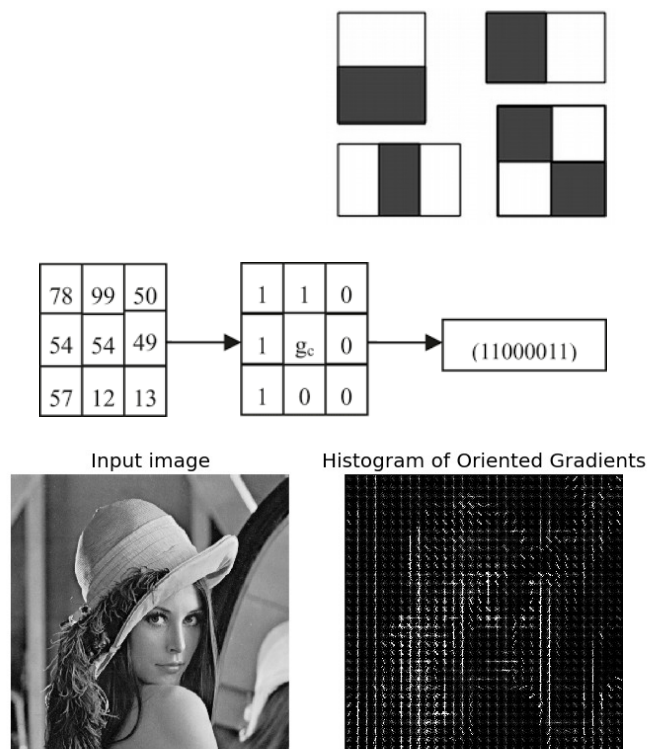 78 99 50 1 1 0
54 54 49 1 gc 0 (11000011)
57 12 13 1 0 0
Input image Histogram of Oriented Gradients